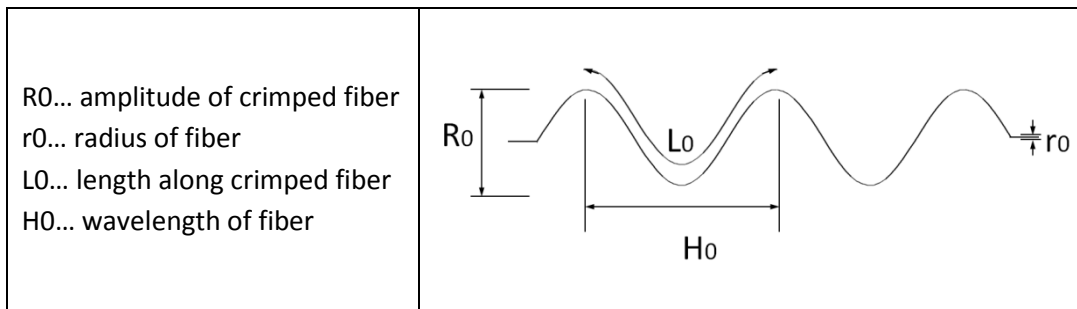 R0... amplitude of crimped fiber
r0... radius of fiber
L0... length along crimped fiber
H0... wavelength of fiber
R0
L0
r0
H0